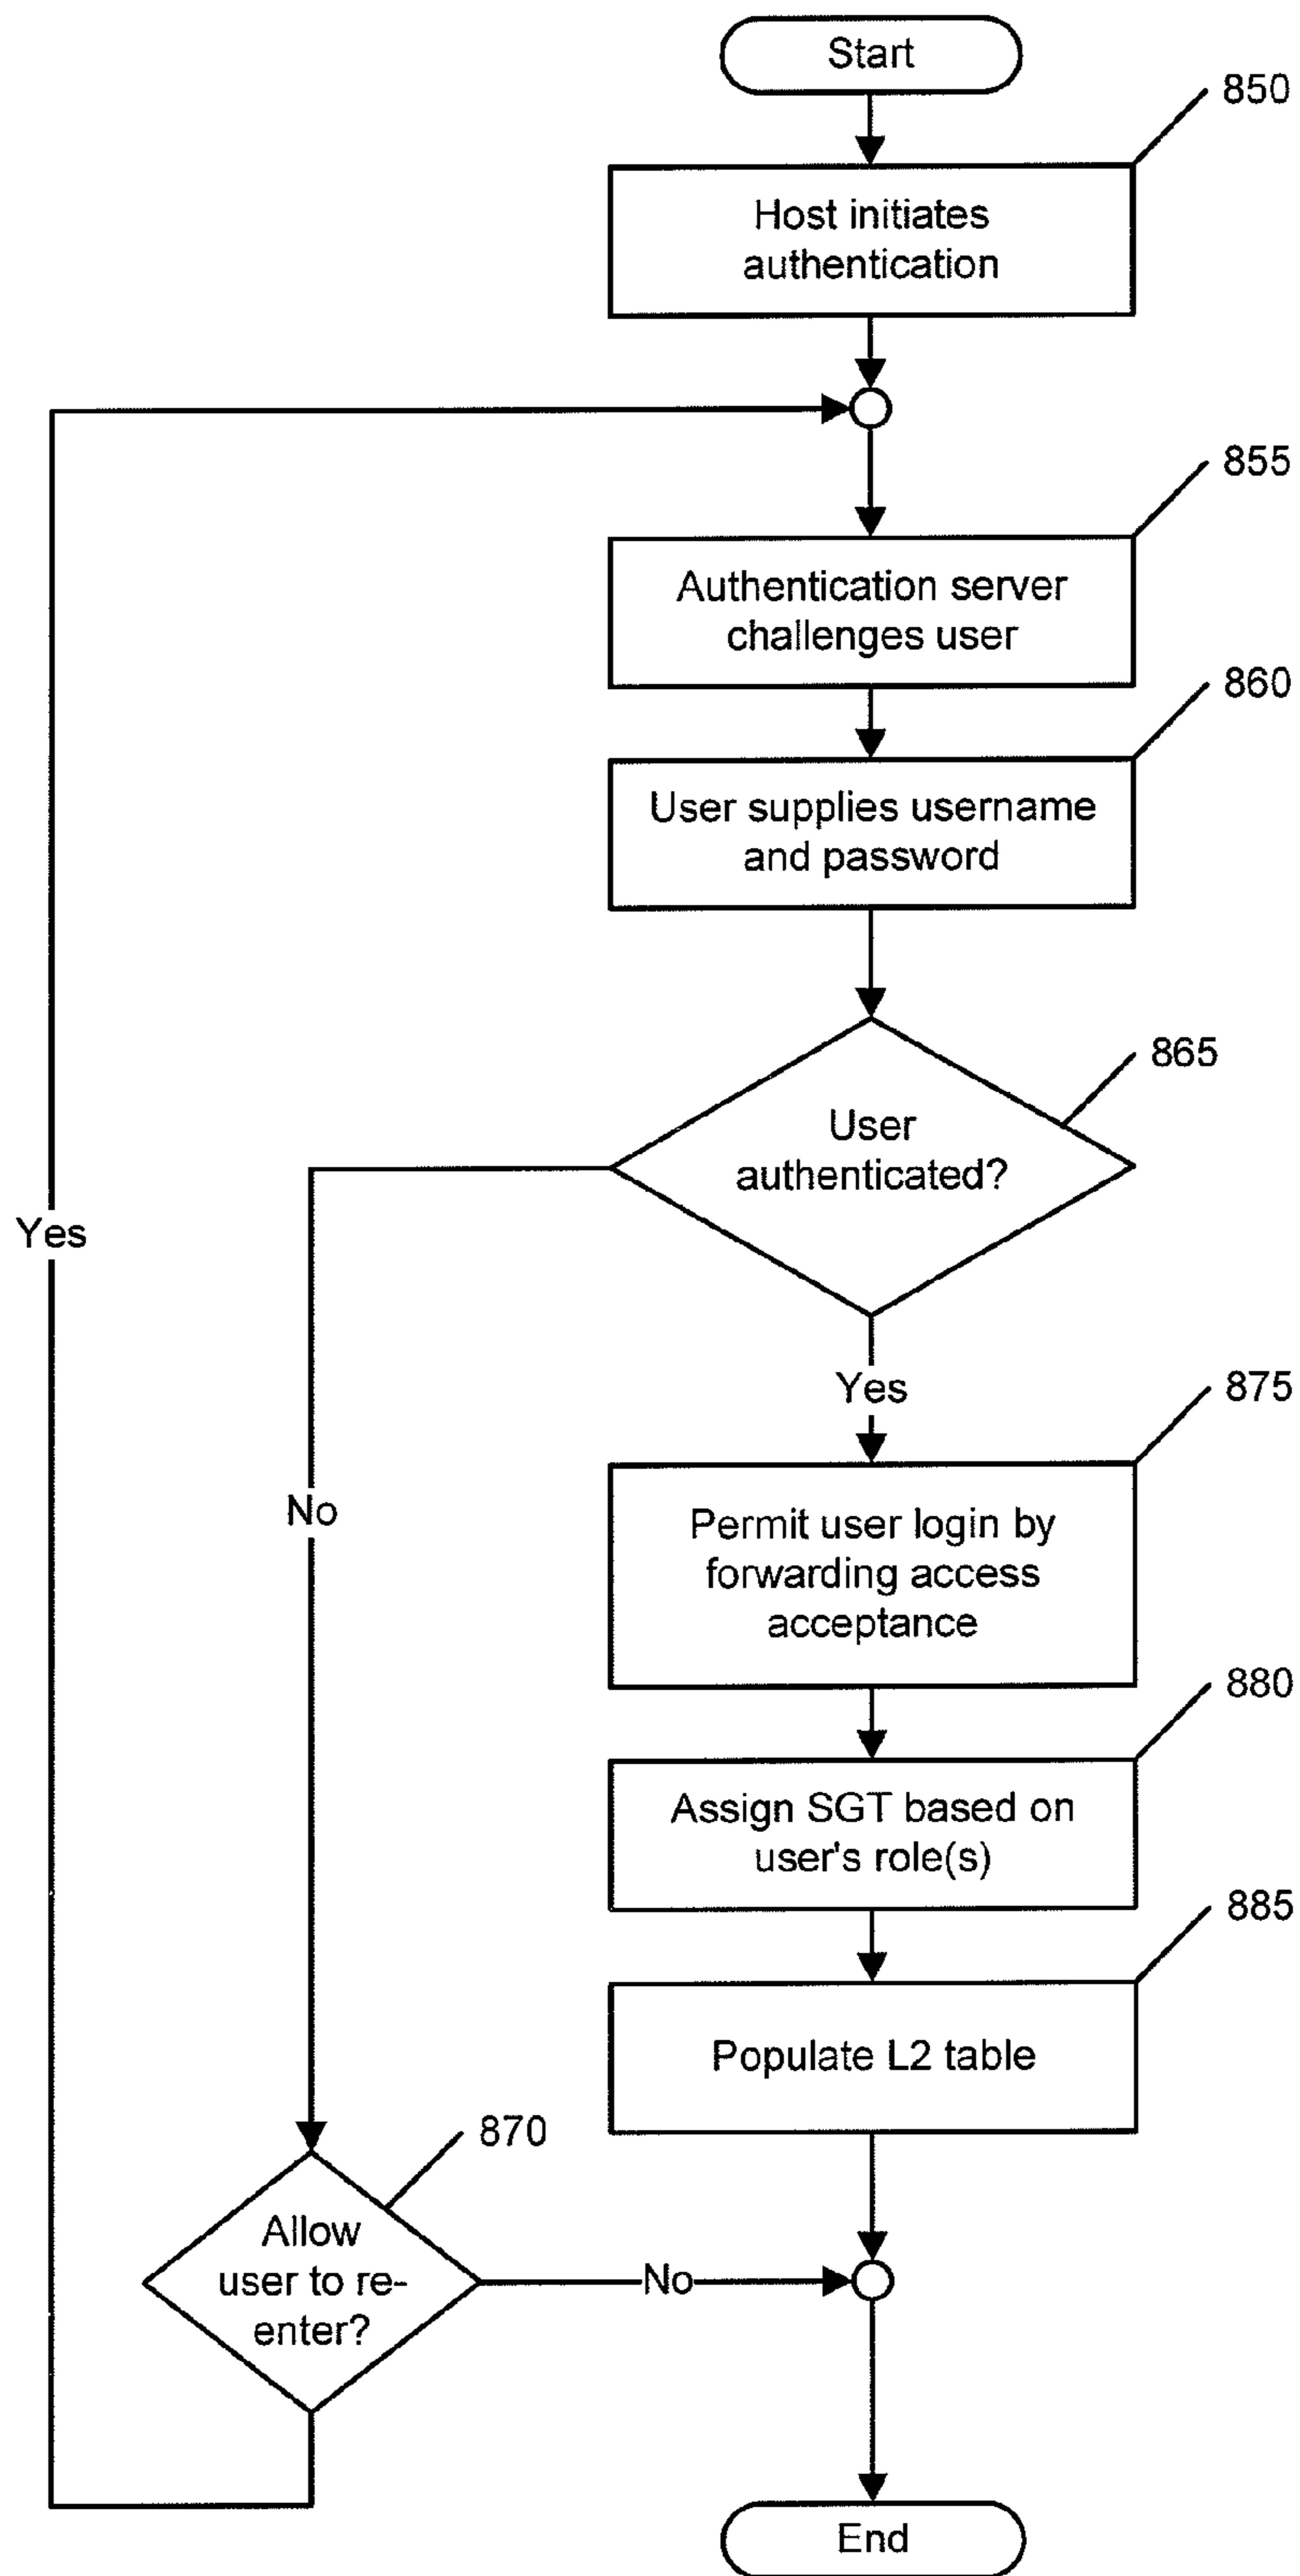 Start
850
Host initiates
authentication
855
Authentication server
challenges user
860
User supplies username
and password
865
User
authenticated?
Yes
Yes
875
No
Permit user login by
forwarding access
acceptance
880
Assign SGT based on
user's role(s)
885
Populate L2 table
870
Allow
user to re-
enter?
No
End